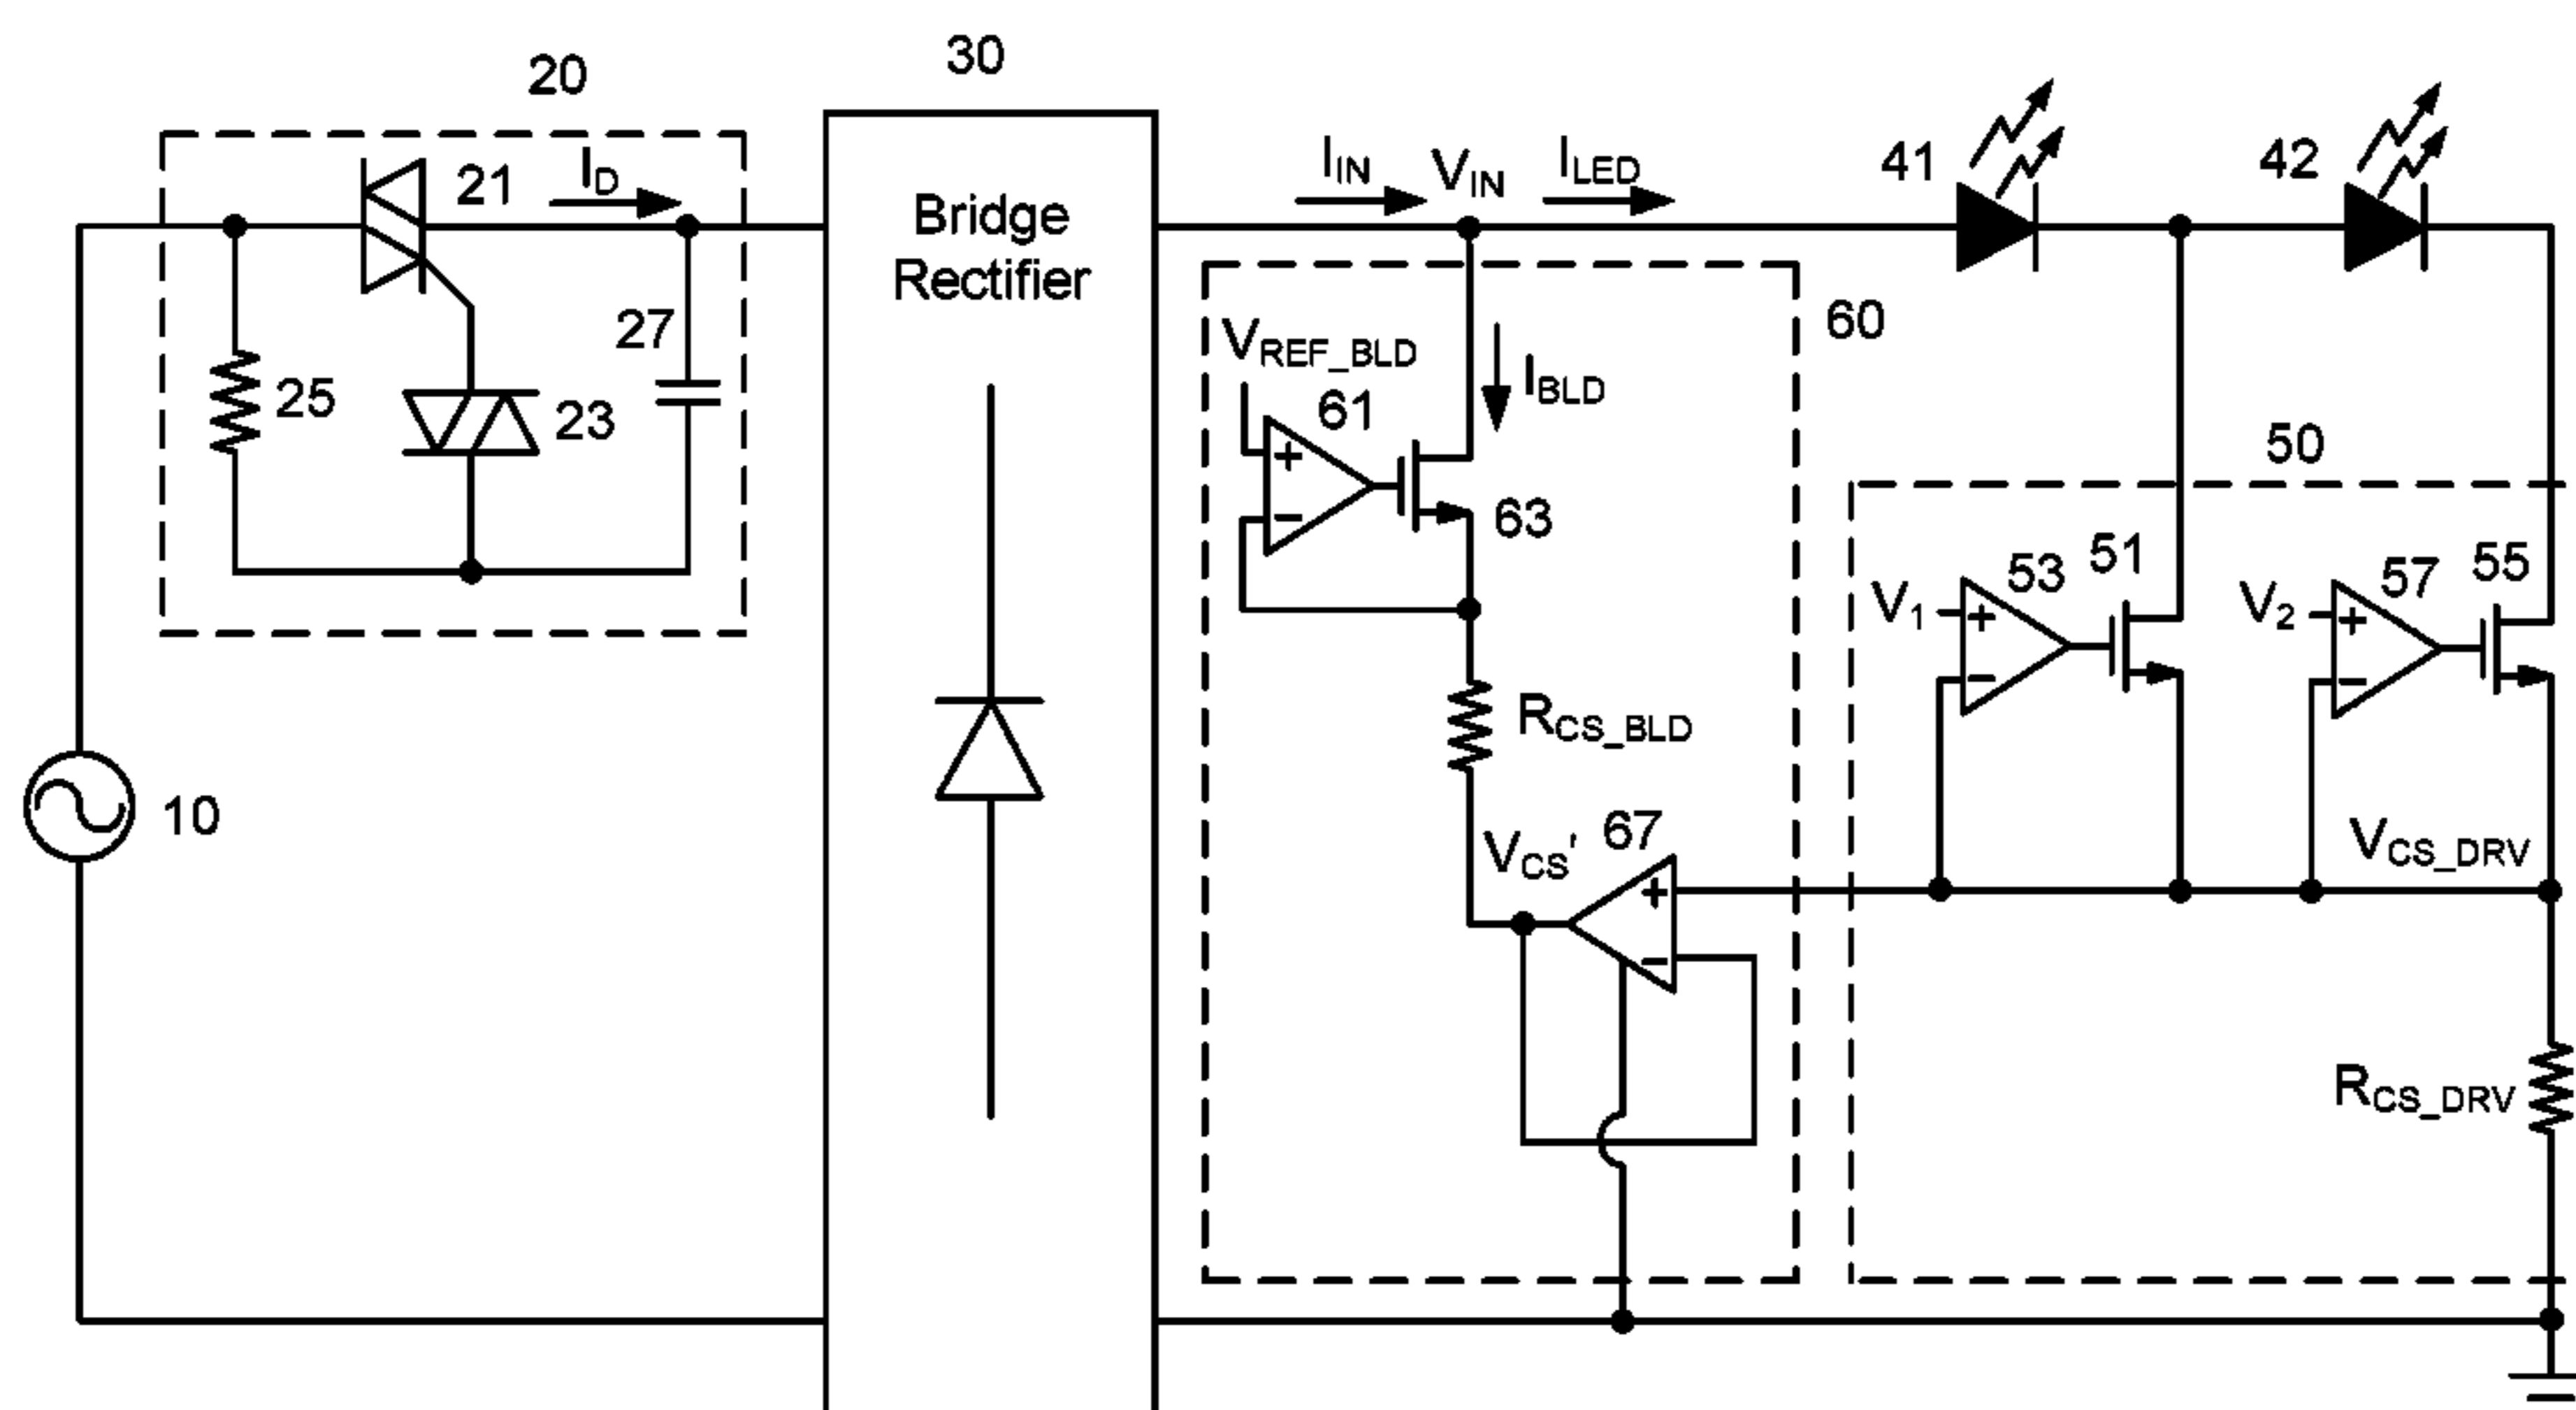 20
30
21
I_D
25
23
27
Bridge
Rectifier
10
I_IN
V_IN
I_LED
41
42
60
V_REF_BLD
61
I_BLD
63
R_CS_BLD
V_CS'
67
50
V_1
53
51
V_2
57
55
V_CS_DRV
R_CS_DRV
+
−
+
−
+
−
+
−